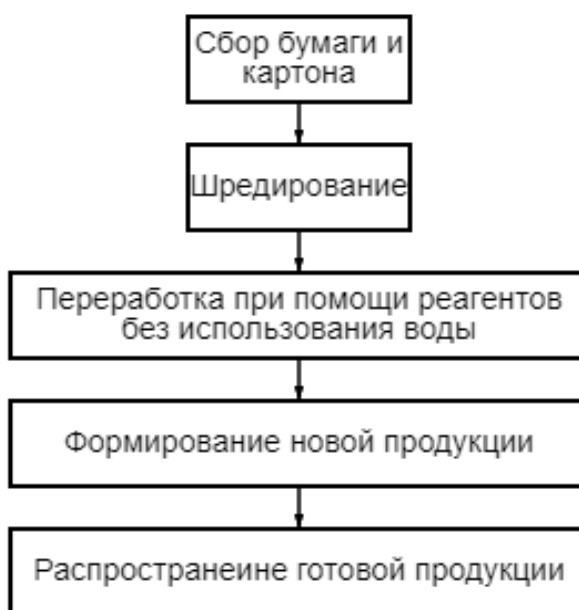 Сбор бумаги и
картона
Шредирование
Переработка при помощи реагентов
без использования воды
Формирование новой продукции
Распространеине готовой продукции